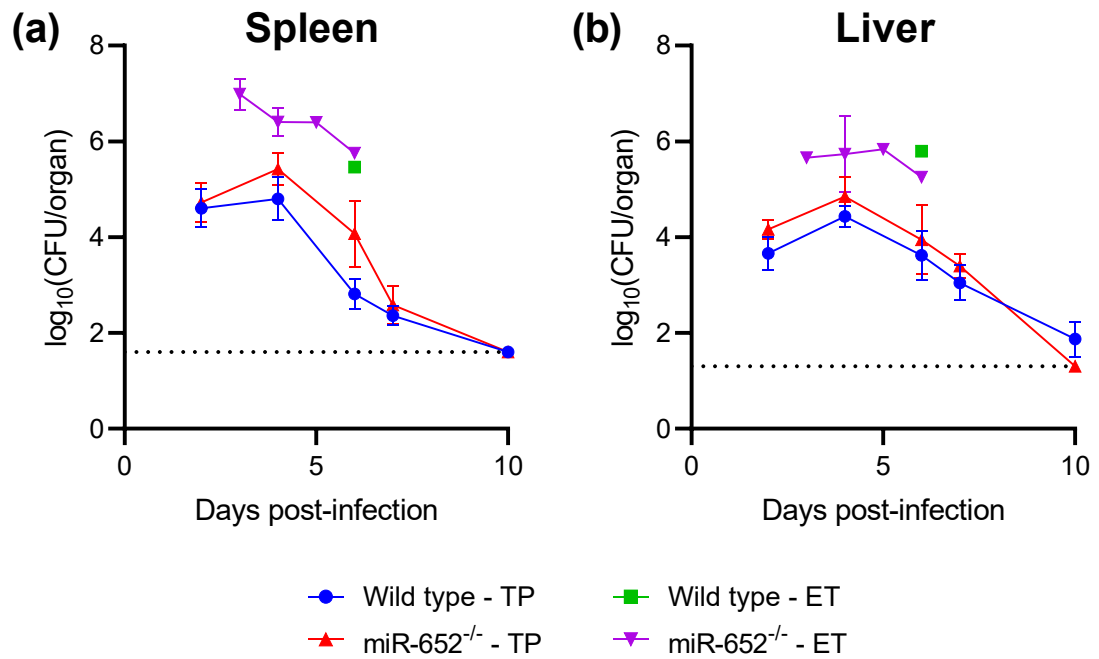 (a) Spleen
8
6
4
2
0
log₁₀(CFU/organ)
0 5 10
Days post-infection
(b) Liver
8
6
4
2
0
log₁₀(CFU/organ)
0 5 10
Days post-infection
Wild type - TP
miR-652⁻/⁻ - TP
Wild type - ET
miR-652⁻/⁻ - ET